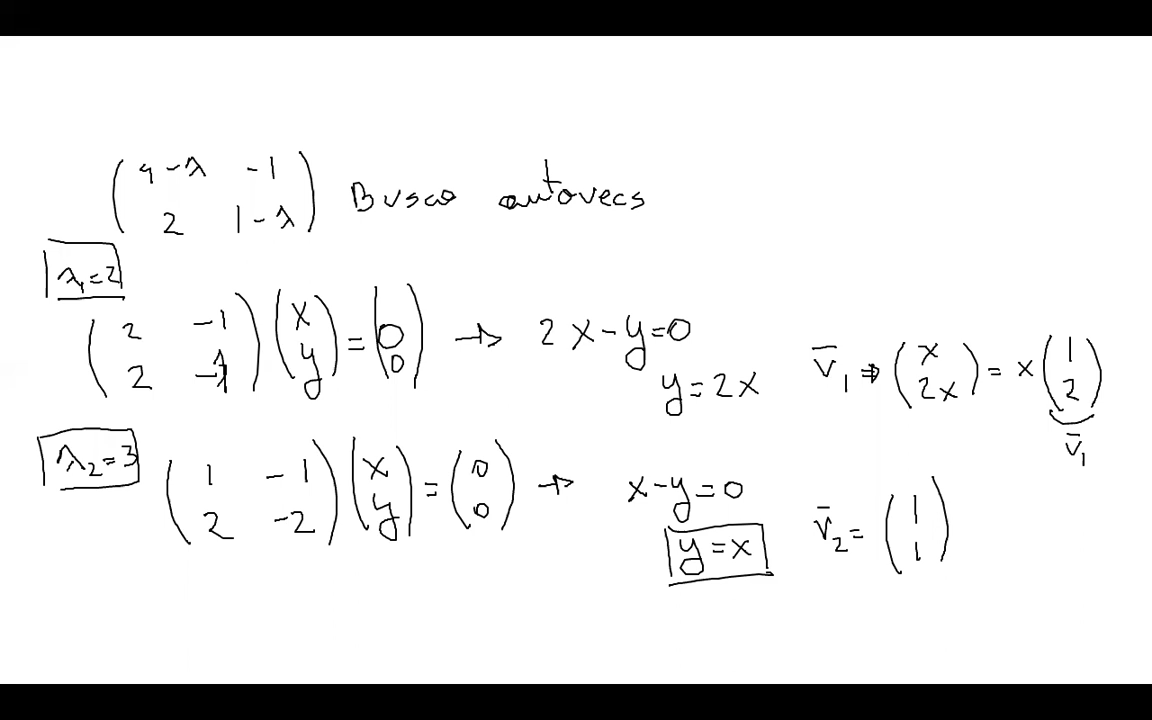 (4-λ -1) Busco autovecs
(2 1-λ)
λ₁=2
(2 -1) (x) = (0) → 2x-y=0
(2 -1) (y) (0) y=2x
v̄₁ ⇒ (x) = x (1)
(2x) (2)
v̄₁
λ₂=3
(1 -1) (x) = (0) → x-y=0
(2 -2) (y) (0) y=x
v̄₂= (1)
(1)